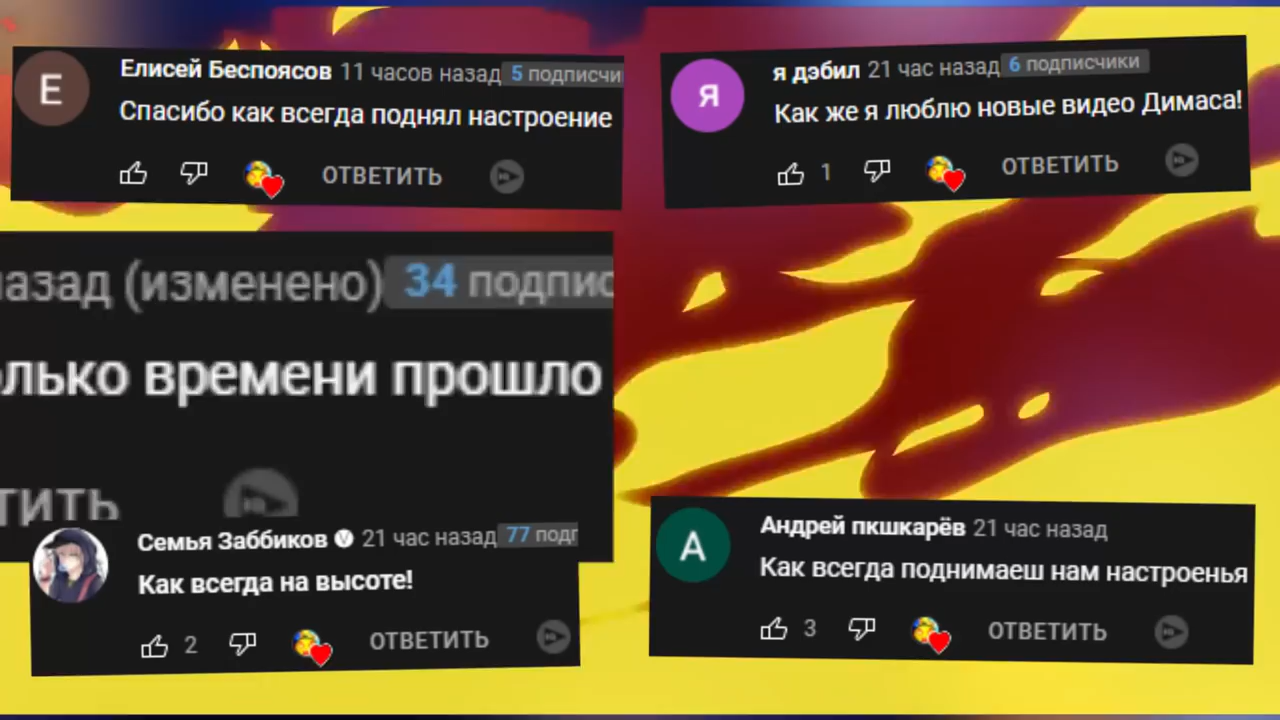 Е
Елисей Беспоясов 11 часов назад 5 подписчи
Спасибо как всегда поднял настроение
ОТВЕТИТЬ
я
я дэбил 21 час назад 6 подписчики
Как же я люблю новые видео Димаса!
1
ОТВЕТИТЬ
назад (изменено) 34 подпис
олько времени прошло
ТИТЬ
Семья Заббиков 21 час назад 77 подг
Как всегда на высоте!
2
ОТВЕТИТЬ
А
Андрей пкшкарёв 21 час назад
Как всегда поднимаеш нам настроенья
3
ОТВЕТИТЬ